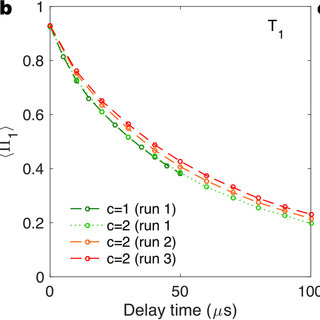 b
T₁
1
0.8
0.6
0.4
0.2
0
⟨Π₁⟩
c=1 (run 1)
c=2 (run 1
c=2 (run 2)
c=2 (run 3)
0 50 100
Delay time (μs)